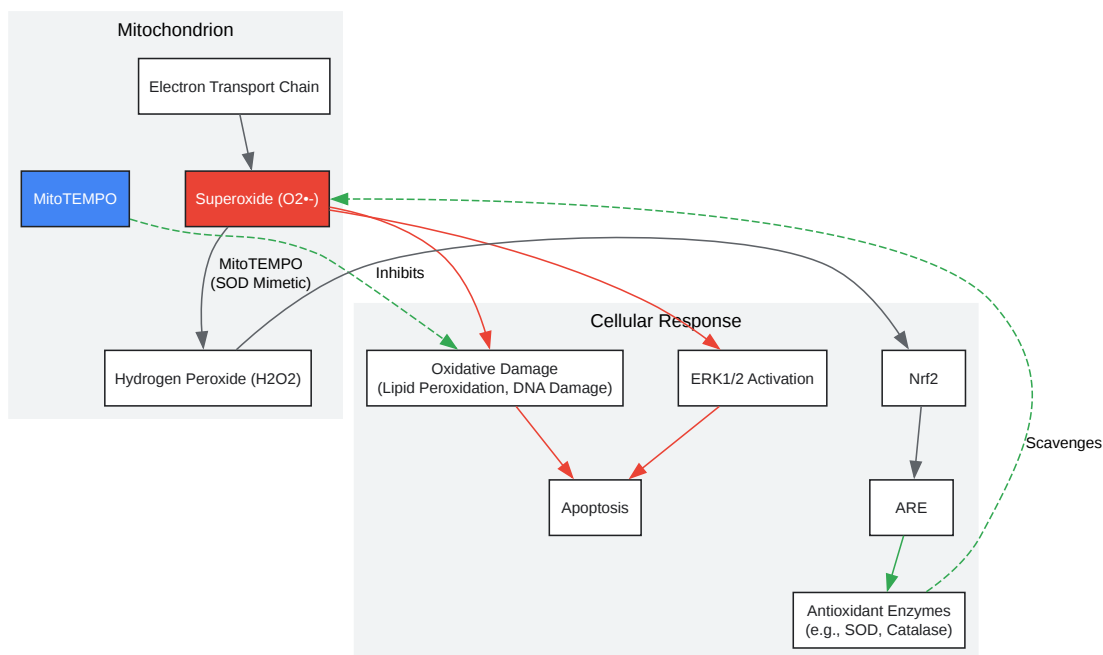 Mitochondrion
Electron Transport Chain
MitoTEMPO
Superoxide (O2•-)
MitoTEMPO
(SOD Mimetic)
Inhibits
Hydrogen Peroxide (H2O2)
Cellular Response
Oxidative Damage
(Lipid Peroxidation, DNA Damage)
ERK1/2 Activation
Nrf2
Scavenges
Apoptosis
ARE
Antioxidant Enzymes
(e.g., SOD, Catalase)